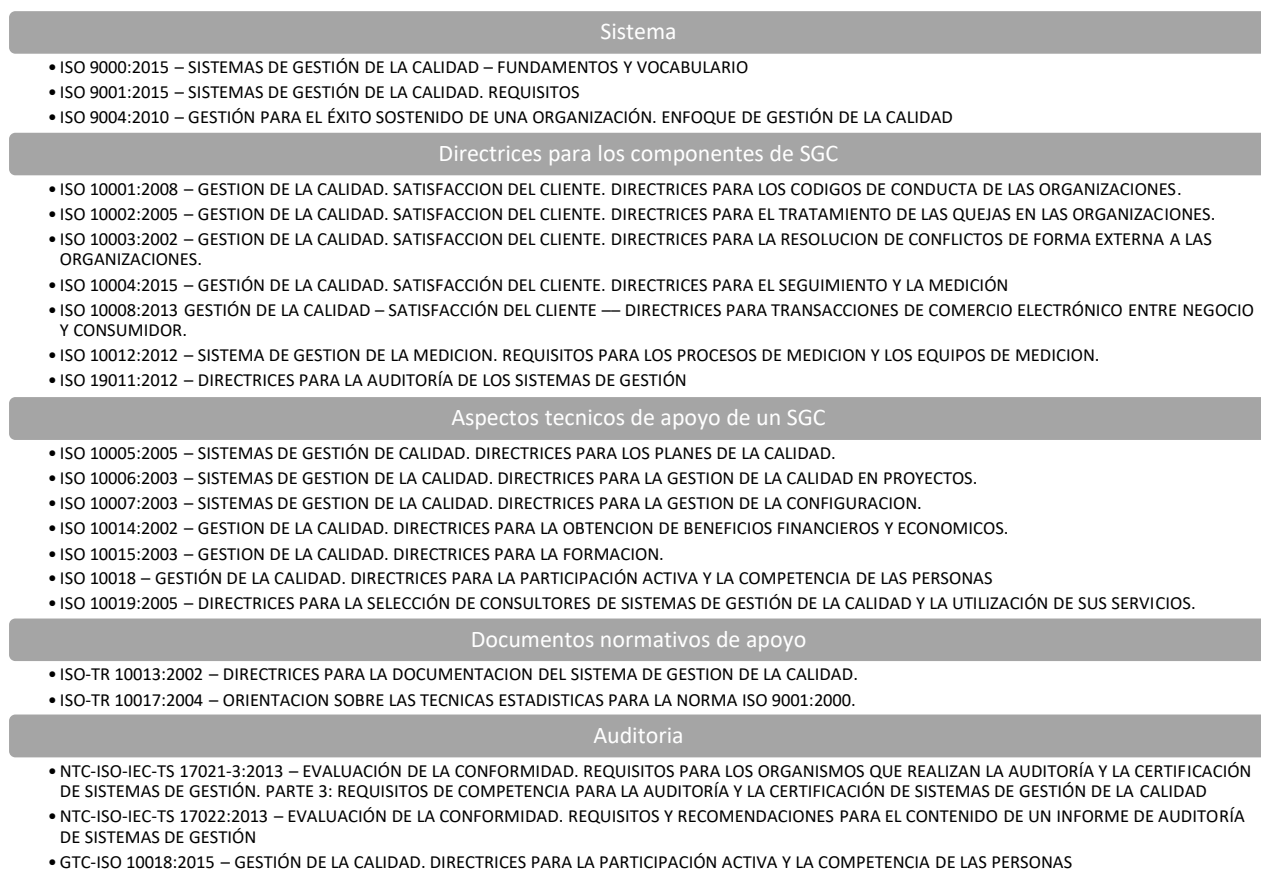 Sistema
• ISO 9000:2015 – SISTEMAS DE GESTIÓN DE LA CALIDAD – FUNDAMENTOS Y VOCABULARIO
• ISO 9001:2015 – SISTEMAS DE GESTIÓN DE LA CALIDAD. REQUISITOS
• ISO 9004:2010 – GESTIÓN PARA EL ÉXITO SOSTENIDO DE UNA ORGANIZACIÓN. ENFOQUE DE GESTIÓN DE LA CALIDAD
Directrices para los componentes de SGC
• ISO 10001:2008 – GESTION DE LA CALIDAD. SATISFACCION DEL CLIENTE. DIRECTRICES PARA LOS CODIGOS DE CONDUCTA DE LAS ORGANIZACIONES.
• ISO 10002:2005 – GESTION DE LA CALIDAD. SATISFACCION DEL CLIENTE. DIRECTRICES PARA EL TRATAMIENTO DE LAS QUEJAS EN LAS ORGANIZACIONES.
• ISO 10003:2002 – GESTION DE LA CALIDAD. SATISFACCION DEL CLIENTE. DIRECTRICES PARA LA RESOLUCION DE CONFLICTOS DE FORMA EXTERNA A LAS
ORGANIZACIONES.
• ISO 10004:2015 – GESTIÓN DE LA CALIDAD. SATISFACCIÓN DEL CLIENTE. DIRECTRICES PARA EL SEGUIMIENTO Y LA MEDICIÓN
• ISO 10008:2013 GESTIÓN DE LA CALIDAD – SATISFACCIÓN DEL CLIENTE –– DIRECTRICES PARA TRANSACCIONES DE COMERCIO ELECTRÓNICO ENTRE NEGOCIO
Y CONSUMIDOR.
• ISO 10012:2012 – SISTEMA DE GESTION DE LA MEDICION. REQUISITOS PARA LOS PROCESOS DE MEDICION Y LOS EQUIPOS DE MEDICION.
• ISO 19011:2012 – DIRECTRICES PARA LA AUDITORÍA DE LOS SISTEMAS DE GESTIÓN
Aspectos tecnicos de apoyo de un SGC
• ISO 10005:2005 – SISTEMAS DE GESTIÓN DE CALIDAD. DIRECTRICES PARA LOS PLANES DE LA CALIDAD.
• ISO 10006:2003 – SISTEMAS DE GESTION DE LA CALIDAD. DIRECTRICES PARA LA GESTION DE LA CALIDAD EN PROYECTOS.
• ISO 10007:2003 – SISTEMAS DE GESTION DE LA CALIDAD. DIRECTRICES PARA LA GESTION DE LA CONFIGURACION.
• ISO 10014:2002 – GESTION DE LA CALIDAD. DIRECTRICES PARA LA OBTENCION DE BENEFICIOS FINANCIEROS Y ECONOMICOS.
• ISO 10015:2003 – GESTION DE LA CALIDAD. DIRECTRICES PARA LA FORMACION.
• ISO 10018 – GESTIÓN DE LA CALIDAD. DIRECTRICES PARA LA PARTICIPACIÓN ACTIVA Y LA COMPETENCIA DE LAS PERSONAS
• ISO 10019:2005 – DIRECTRICES PARA LA SELECCIÓN DE CONSULTORES DE SISTEMAS DE GESTIÓN DE LA CALIDAD Y LA UTILIZACIÓN DE SUS SERVICIOS.
Documentos normativos de apoyo
• ISO-TR 10013:2002 – DIRECTRICES PARA LA DOCUMENTACION DEL SISTEMA DE GESTION DE LA CALIDAD.
• ISO-TR 10017:2004 – ORIENTACION SOBRE LAS TECNICAS ESTADISTICAS PARA LA NORMA ISO 9001:2000.
Auditoria
• NTC-ISO-IEC-TS 17021-3:2013 – EVALUACIÓN DE LA CONFORMIDAD. REQUISITOS PARA LOS ORGANISMOS QUE REALIZAN LA AUDITORÍA Y LA CERTIFICACIÓN
DE SISTEMAS DE GESTIÓN. PARTE 3: REQUISITOS DE COMPETENCIA PARA LA AUDITORÍA Y LA CERTIFICACIÓN DE SISTEMAS DE GESTIÓN DE LA CALIDAD
• NTC-ISO-IEC-TS 17022:2013 – EVALUACIÓN DE LA CONFORMIDAD. REQUISITOS Y RECOMENDACIONES PARA EL CONTENIDO DE UN INFORME DE AUDITORÍA
DE SISTEMAS DE GESTIÓN
• GTC-ISO 10018:2015 – GESTIÓN DE LA CALIDAD. DIRECTRICES PARA LA PARTICIPACIÓN ACTIVA Y LA COMPETENCIA DE LAS PERSONAS